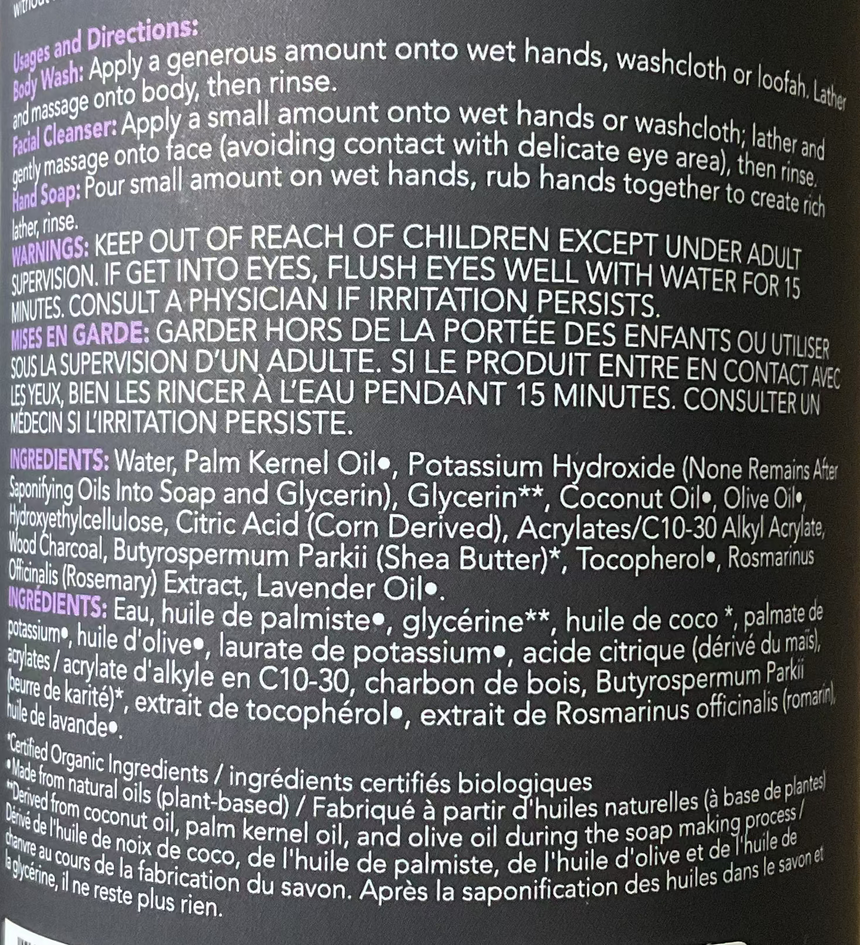 Usages and Directions:
Body Wash: Apply a generous amount onto wet hands, washcloth or loofah. Lather
and massage onto body, then rinse.
Facial Cleanser: Apply a small amount onto wet hands or washcloth; lather and
gently massage onto face (avoiding contact with delicate eye area), then rinse.
Hand Soap: Pour small amount on wet hands, rub hands together to create rich
lather, rinse.
WARNINGS: KEEP OUT OF REACH OF CHILDREN EXCEPT UNDER ADULT
SUPERVISION. IF GET INTO EYES, FLUSH EYES WELL WITH WATER FOR 15
MINUTES. CONSULT A PHYSICIAN IF IRRITATION PERSISTS.
MISES EN GARDE: GARDER HORS DE LA PORTÉE DES ENFANTS OU UTILISER
SOUS LA SUPERVISION D'UN ADULTE. SI LE PRODUIT ENTRE EN CONTACT AVEC
LES YEUX, BIEN LES RINCER À L'EAU PENDANT 15 MINUTES. CONSULTER UN
MÉDECIN SI L'IRRITATION PERSISTE.
INGREDIENTS: Water, Palm Kernel Oil•, Potassium Hydroxide (None Remains After
Saponifying Oils Into Soap and Glycerin), Glycerin**, Coconut Oil•, Olive Oil•,
Hydroxyethylcellulose, Citric Acid (Corn Derived), Acrylates/C10-30 Alkyl Acrylate,
Wood Charcoal, Butyrospermum Parkii (Shea Butter)*, Tocopherol•, Rosmarinus
Officinalis (Rosemary) Extract, Lavender Oil•.
INGRÉDIENTS: Eau, huile de palmiste•, glycérine**, huile de coco *, palmate de
potassium•, huile d'olive•, laurate de potassium•, acide citrique (dérivé du maïs),
acrylates / acrylate d'alkyle en C10-30, charbon de bois, Butyrospermum Parkii
(beurre de karité)*, extrait de tocophérol•, extrait de Rosmarinus officinalis (romarin),
huile de lavande•.
*Certified Organic Ingredients / ingrédients certifiés biologiques
•Made from natural oils (plant-based) / Fabriqué à partir d'huiles naturelles (à base de plantes)
**Derived from coconut oil, palm kernel oil, and olive oil during the soap making process /
Dérivé de l'huile de noix de coco, de l'huile de palmiste, de l'huile d'olive et de l'huile de
chanvre au cours de la fabrication du savon. Après la saponification des huiles dans le savon et
la glycérine, il ne reste plus rien.